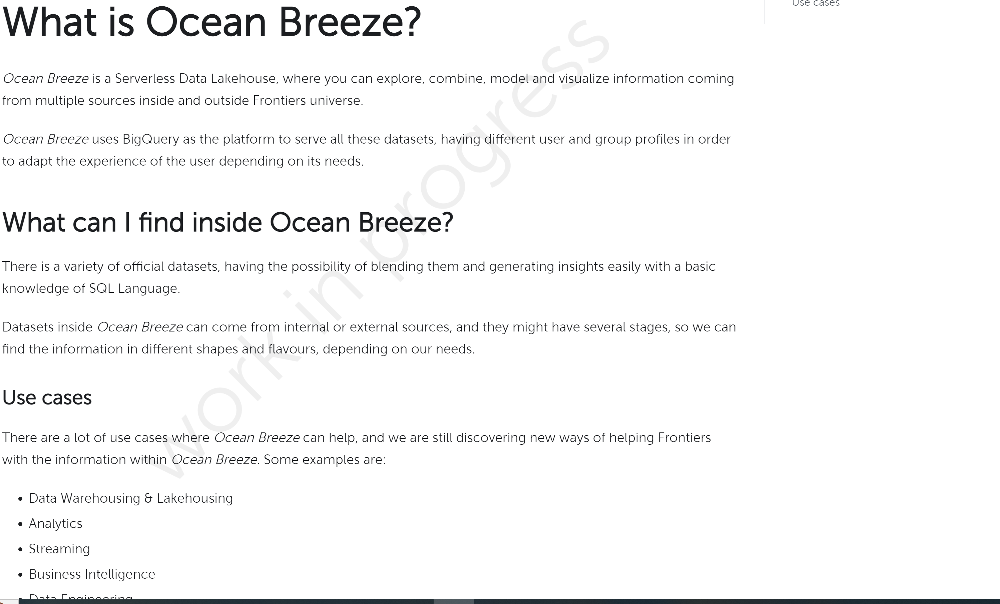 Use cases
What is Ocean Breeze?
Ocean Breeze is a Serverless Data Lakehouse, where you can explore, combine, model and visualize information coming
from multiple sources inside and outside Frontiers universe.
Ocean Breeze uses BigQuery as the platform to serve all these datasets, having different user and group profiles in order
to adapt the experience of the user depending on its needs.
What can I find inside Ocean Breeze?
There is a variety of official datasets, having the possibility of blending them and generating insights easily with a basic
knowledge of SQL Language.
Datasets inside Ocean Breeze can come from internal or external sources, and they might have several stages, so we can
find the information in different shapes and flavours, depending on our needs.
Use cases
There are a lot of use cases where Ocean Breeze can help, and we are still discovering new ways of helping Frontiers
with the information within Ocean Breeze. Some examples are:
• Data Warehousing & Lakehousing
• Analytics
• Streaming
• Business Intelligence
• Data Engineering
work in progress